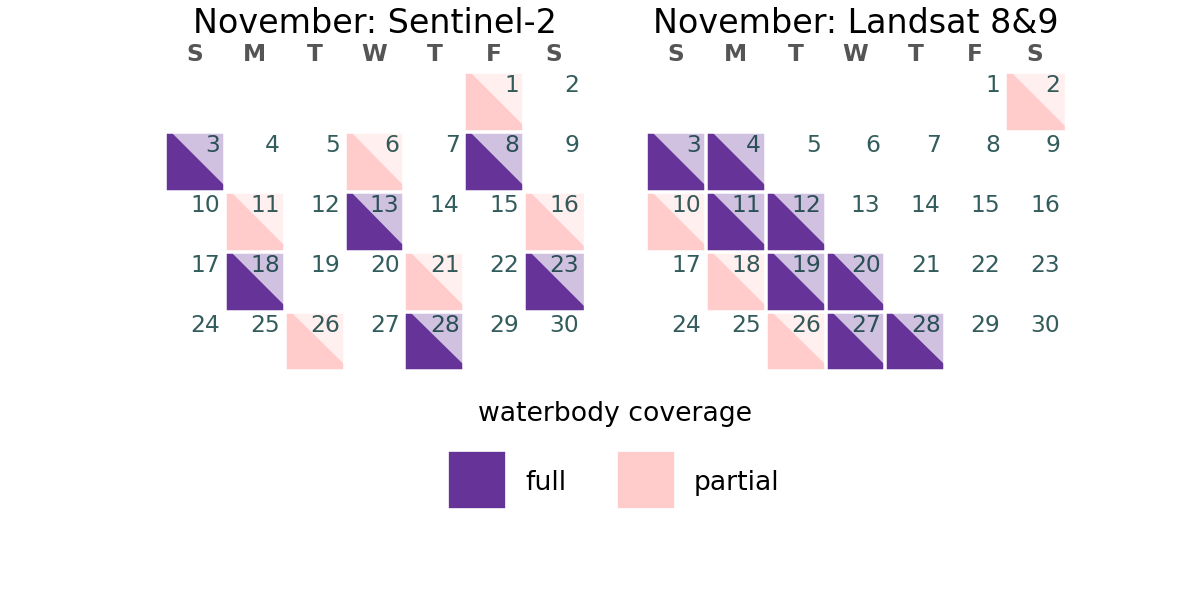 November: Sentinel-2
S M T W T F S
1 2
3 4 5 6 7 8 9
10 11 12 13 14 15 16
17 18 19 20 21 22 23
24 25 26 27 28 29 30
November: Landsat 8&9
S M T W T F S
1 2
3 4 5 6 7 8 9
10 11 12 13 14 15 16
17 18 19 20 21 22 23
24 25 26 27 28 29 30
waterbody coverage
full
partial